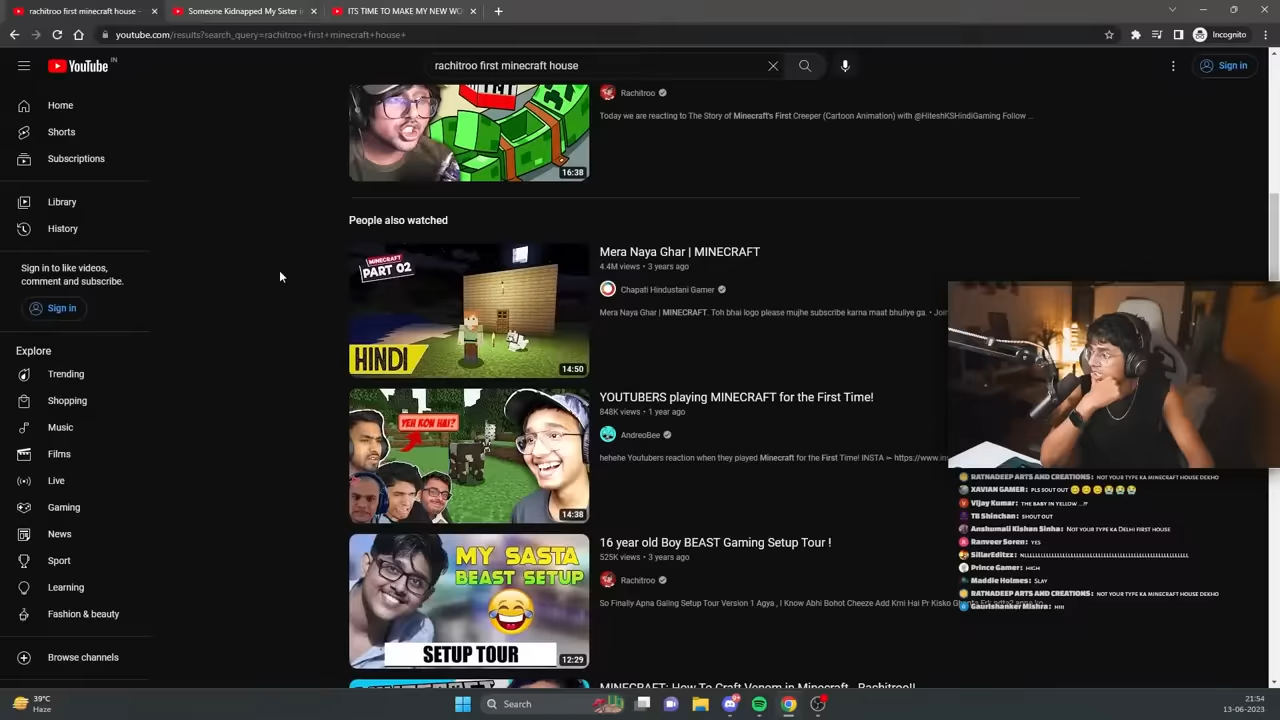 rachitroo first minecraft house -
Someone Kidnapped My Sister i
ITS TIME TO MAKE MY NEW WO
youtube.com/results?search_query=rachitroo+first+minecraft+house+
Incognito
YouTube IN
rachitroo first minecraft house
Sign in
Home
Shorts
Subscriptions
Library
History
Sign in to like videos,
comment and subscribe.
Sign in
Explore
Trending
Shopping
Music
Films
Live
Gaming
News
Sport
Learning
Fashion & beauty
Browse channels
16:38
Rachitroo
Today we are reacting to The Story of Minecraft's First Creeper (Cartoon Animation) with @HiteshKSHindiGaming Follow ...
People also watched
MINECRAFT
PART 02
HINDI
14:50
Mera Naya Ghar | MINECRAFT
4.4M views • 3 years ago
Chapati Hindustani Gamer
Mera Naya Ghar | MINECRAFT. Toh bhai logo please mujhe subscribe karna maat bhuliye ga. • Join
YEH KON HAI?
14:38
YOUTUBERS playing MINECRAFT for the First Time!
848K views • 1 year ago
AndreoBee
hehehe Youtubers reaction when they played Minecraft for the First Time! INSTA ➳ https://www.in
MY SASTA
BEAST SETUP
SETUP TOUR
12:29
16 year old Boy BEAST Gaming Setup Tour !
525K views • 3 years ago
Rachitroo
So Finally Apna Gaiing Setup Tour Version 1 Agya , I Know Abhi Bohot Cheeze Add Krni Hai Pr Kisko
MINECRAFT: How To Craft Venom in Minecraft - Rachitroo!!
RATNADEEP ARTS AND CREATIONS: NOT YOUR TYPE KA MINECRAFT HOUSE DEKHO
XAVIAN GAMER: PLS SOUT OUT 😊😊😊😭😭😭
Vijay Kumar: THE BABY IN YELLOW ...??
TB Shinchan: SHOUT OUT
Anshumali Kishan Sinha: NOT YOUR TYPE KA DELHI FIRST HOUSE
Ranveer Soren: YES
Prince Gamer: HIGH
Maddie Holmes: SLAY
RATNADEEP ARTS AND CREATIONS: NOT YOUR TYPE KA MINECRAFT HOUSE DEKHO
Gaurishanker Mishra: HIII
39°C
Haze
Search
21:54
13-06-2023